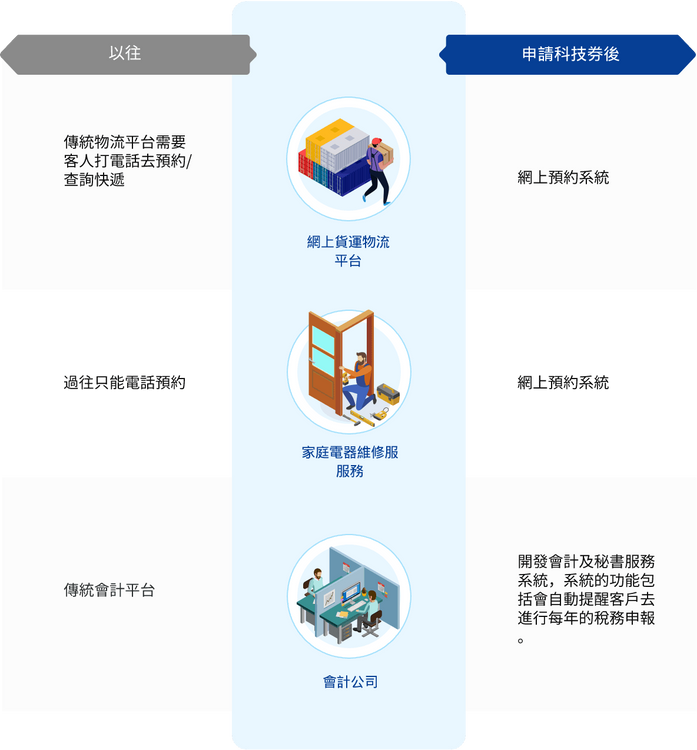 以往
申請科技券後
傳統物流平台需要
客人打電話去預約/
查詢快遞
網上貨運物流
平台
網上預約系統
過往只能電話預約
家庭電器維修服
服務
網上預約系統
傳統會計平台
會計公司
開發會計及秘書服務
系統，系統的功能包
括會自動提醒客戶去
進行每年的稅務申報
。